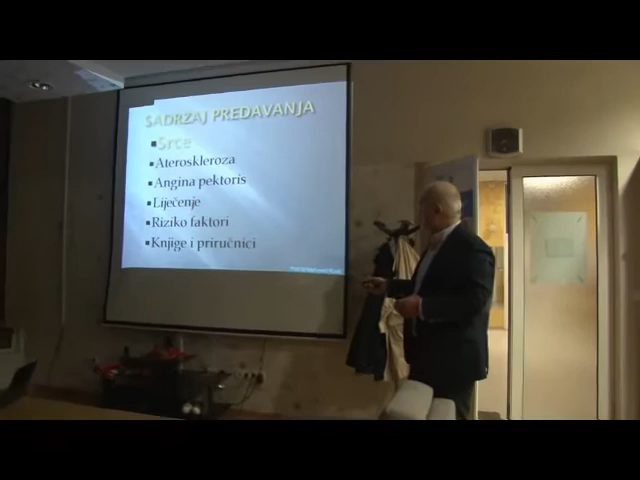 SADRZAJ PREDAVANJA
Srce
Ateroskleroza
Angina pektoris
Liječenje
Riziko faktori
Knjige i priručnici